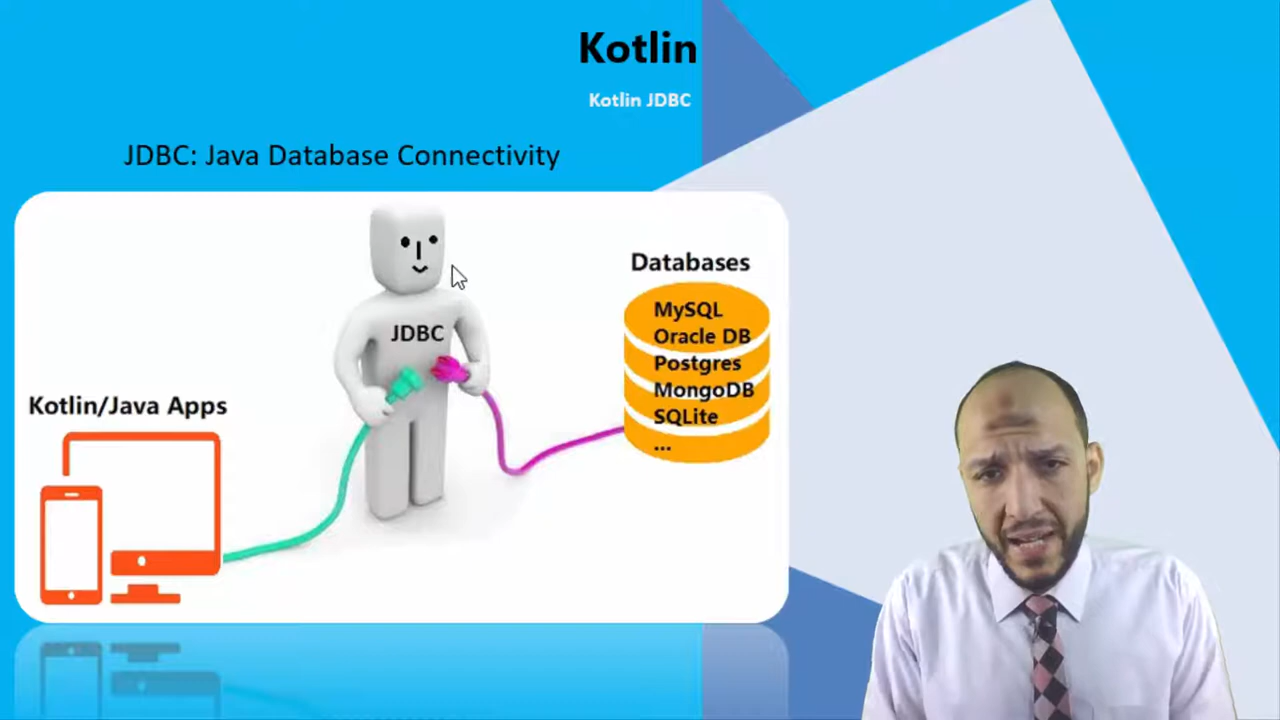 Kotlin
Kotlin JDBC
JDBC: Java Database Connectivity
JDBC
Databases
MySQL
Oracle DB
Postgres
MongoDB
SQLite
...
Kotlin/Java Apps